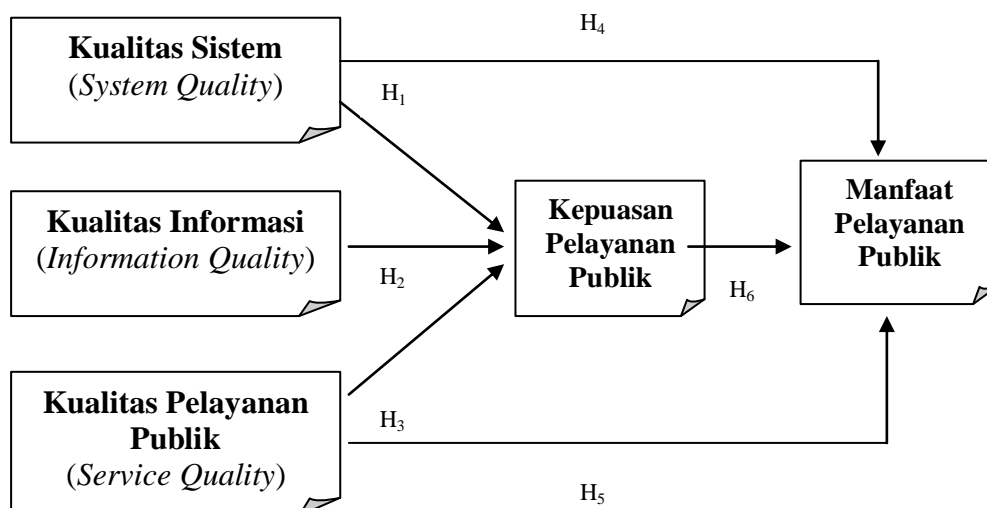 H₄
Kualitas Sistem
(System Quality)
H₁
Kualitas Informasi
(Information Quality)
H₂
Kepuasan
Pelayanan
Publik
H₆
Manfaat
Pelayanan
Publik
Kualitas Pelayanan
Publik
(Service Quality)
H₃
H₅